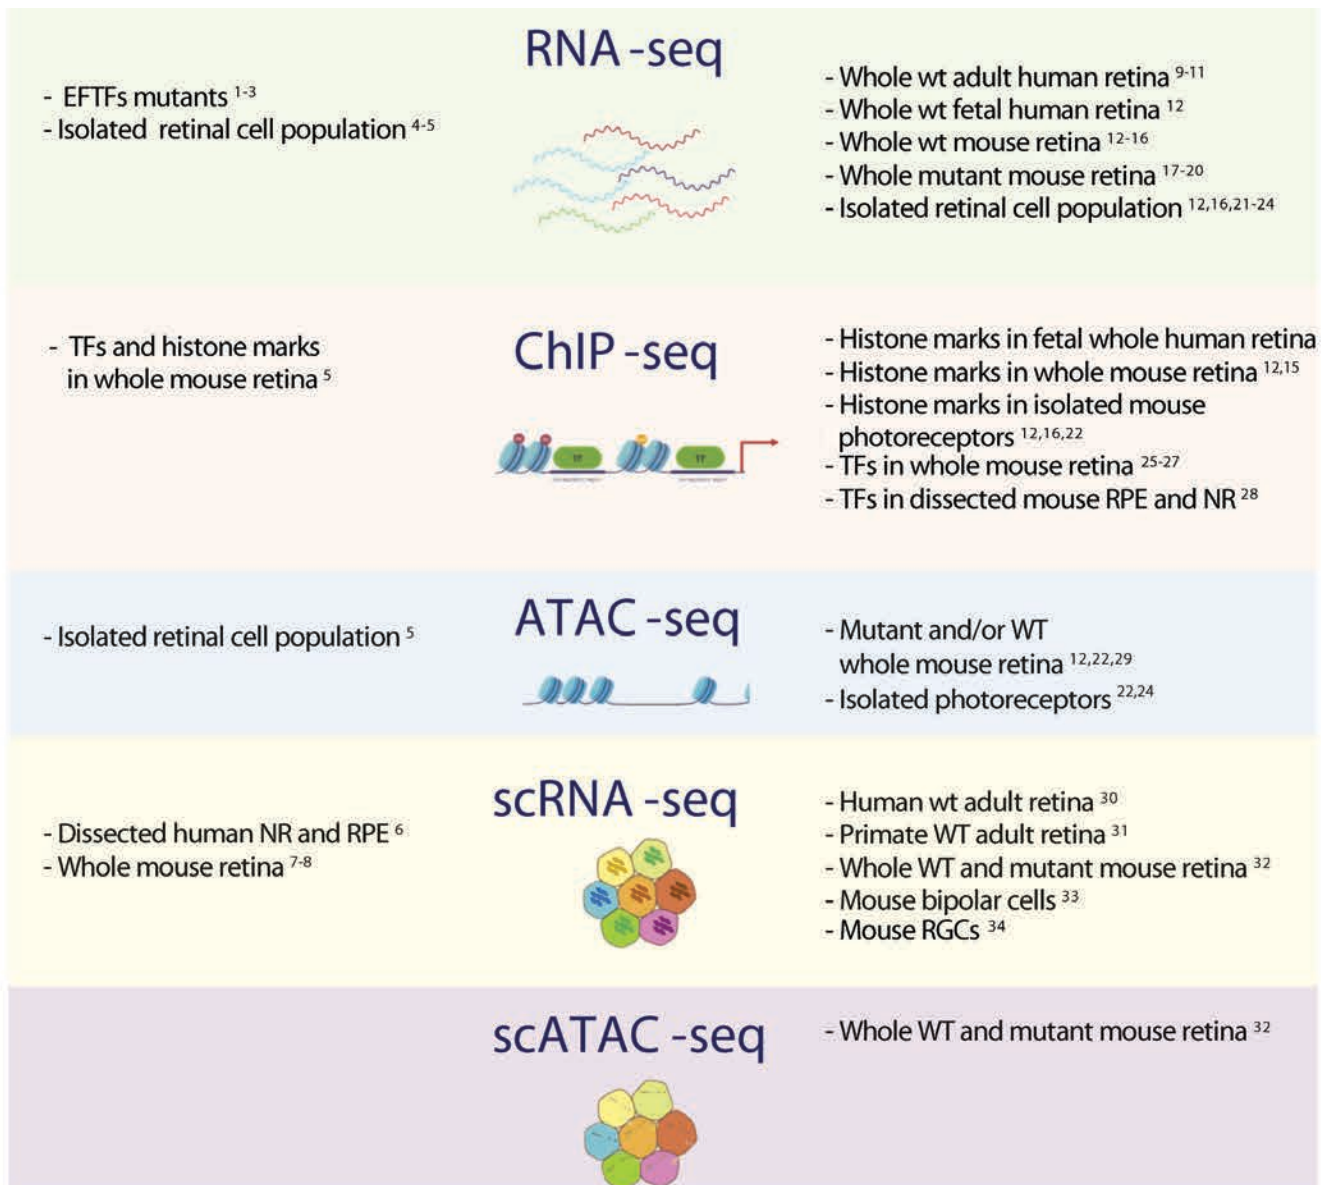 RNA -seq
- EFTFs mutants 1-3
- Isolated retinal cell population 4-5
- Whole wt adult human retina 9-11
- Whole wt fetal human retina 12
- Whole wt mouse retina 12-16
- Whole mutant mouse retina 17-20
- Isolated retinal cell population 12,16,21-24
ChIP -seq
- TFs and histone marks
in whole mouse retina 5
TF
TF
- Histone marks in fetal whole human retina
- Histone marks in whole mouse retina 12,15
- Histone marks in isolated mouse
photoreceptors 12,16,22
- TFs in whole mouse retina 25-27
- TFs in dissected mouse RPE and NR 28
ATAC -seq
- Isolated retinal cell population 5
- Mutant and/or WT
whole mouse retina 12,22,29
- Isolated photoreceptors 22,24
scRNA -seq
- Dissected human NR and RPE 6
- Whole mouse retina 7-8
- Human wt adult retina 30
- Primate WT adult retina 31
- Whole WT and mutant mouse retina 32
- Mouse bipolar cells 33
- Mouse RGCs 34
scATAC -seq
- Whole WT and mutant mouse retina 32